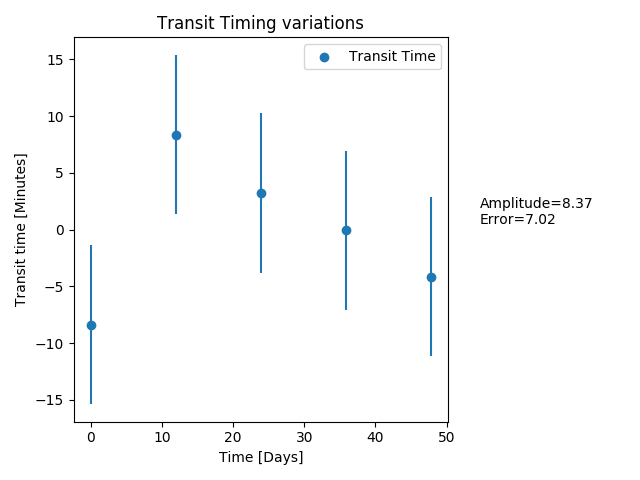 Transit Timing variations
Transit Time
Transit time [Minutes]
15
10
5
0
−5
−10
−15
Amplitude=8.37
Error=7.02
0 10 20 30 40 50
Time [Days]